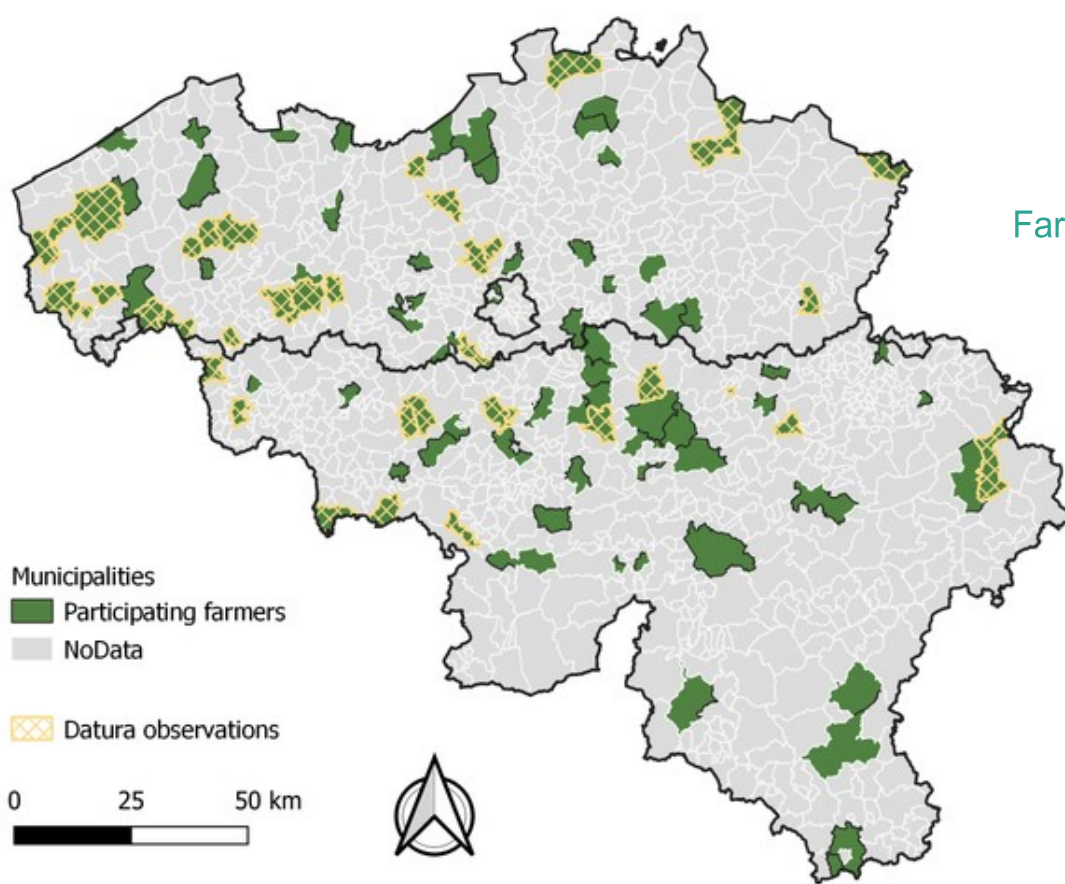 Far
Municipalities
Participating farmers
NoData
Datura observations
0 25 50 km